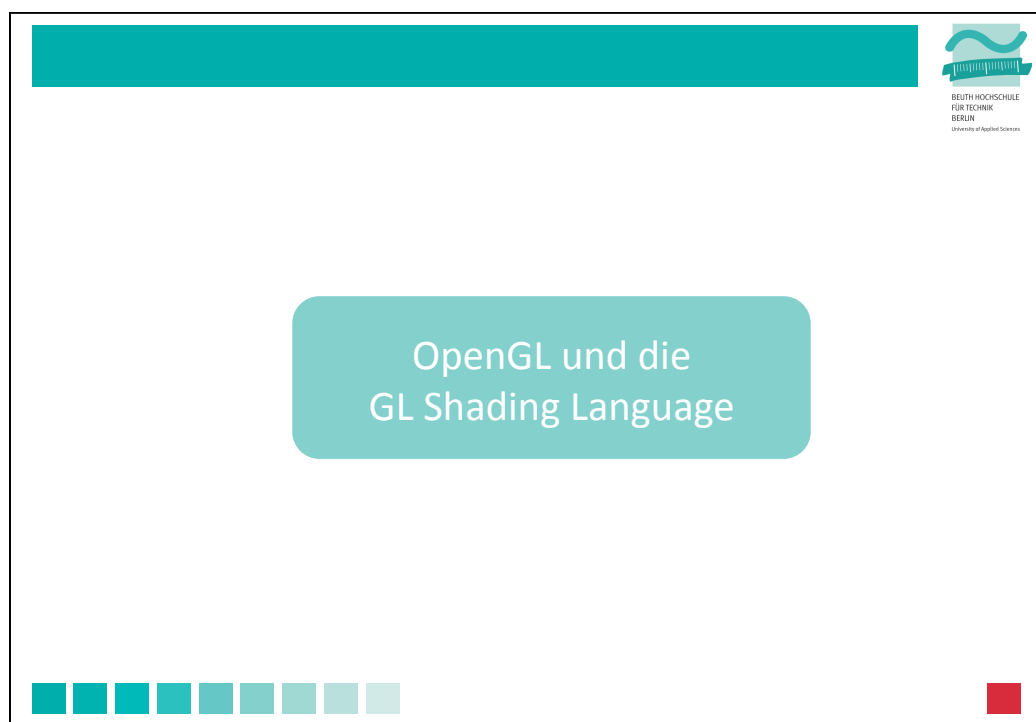 BEUTH HOCHSCHULE
FÜR TECHNIK
BERLIN
University of Applied Sciences
OpenGL und die
GL Shading Language